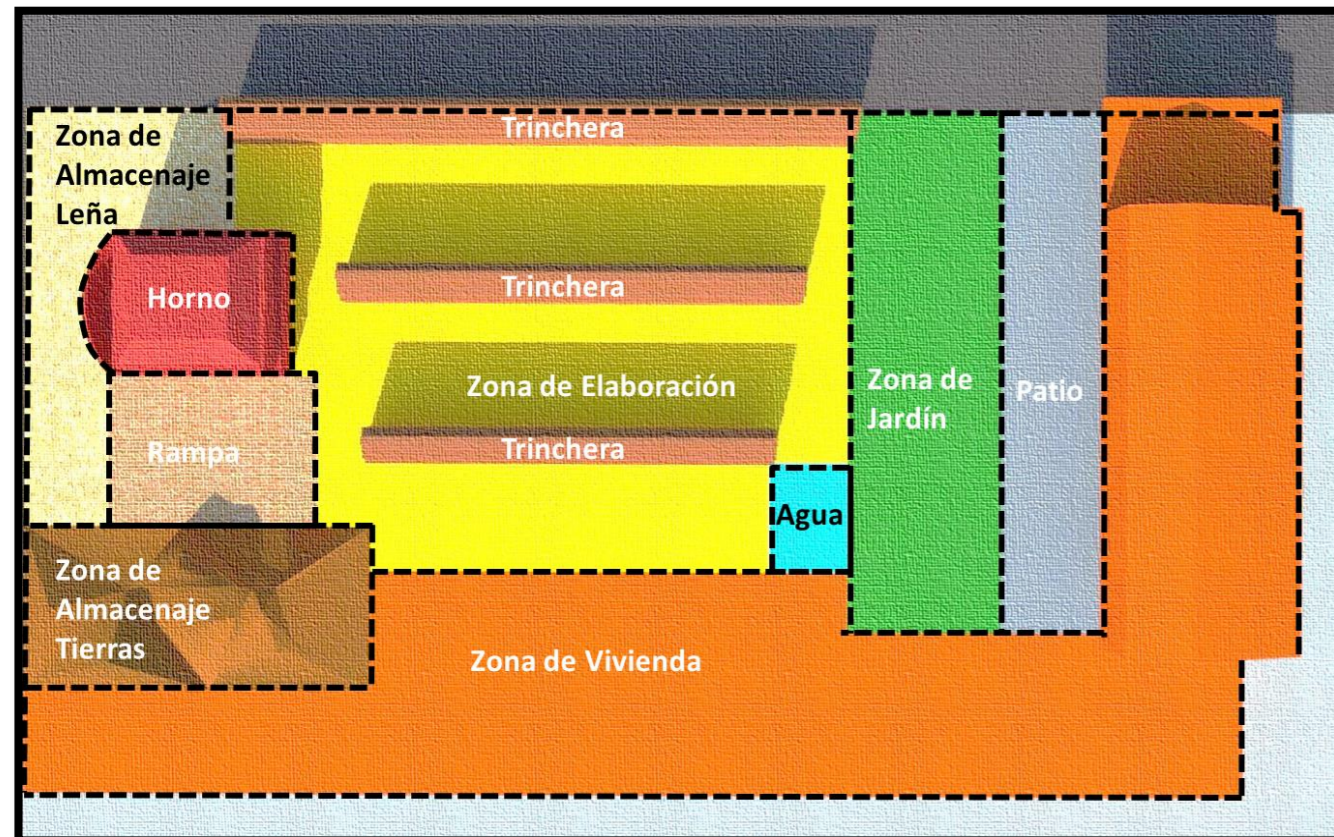 Zona de
Almacenaje
Leña
Trinchera
Horno
Trinchera
Zona de Elaboración
Zona de
Jardín
Patio
Rampa
Trinchera
Agua
Zona de
Almacenaje
Tierras
Zona de Vivienda